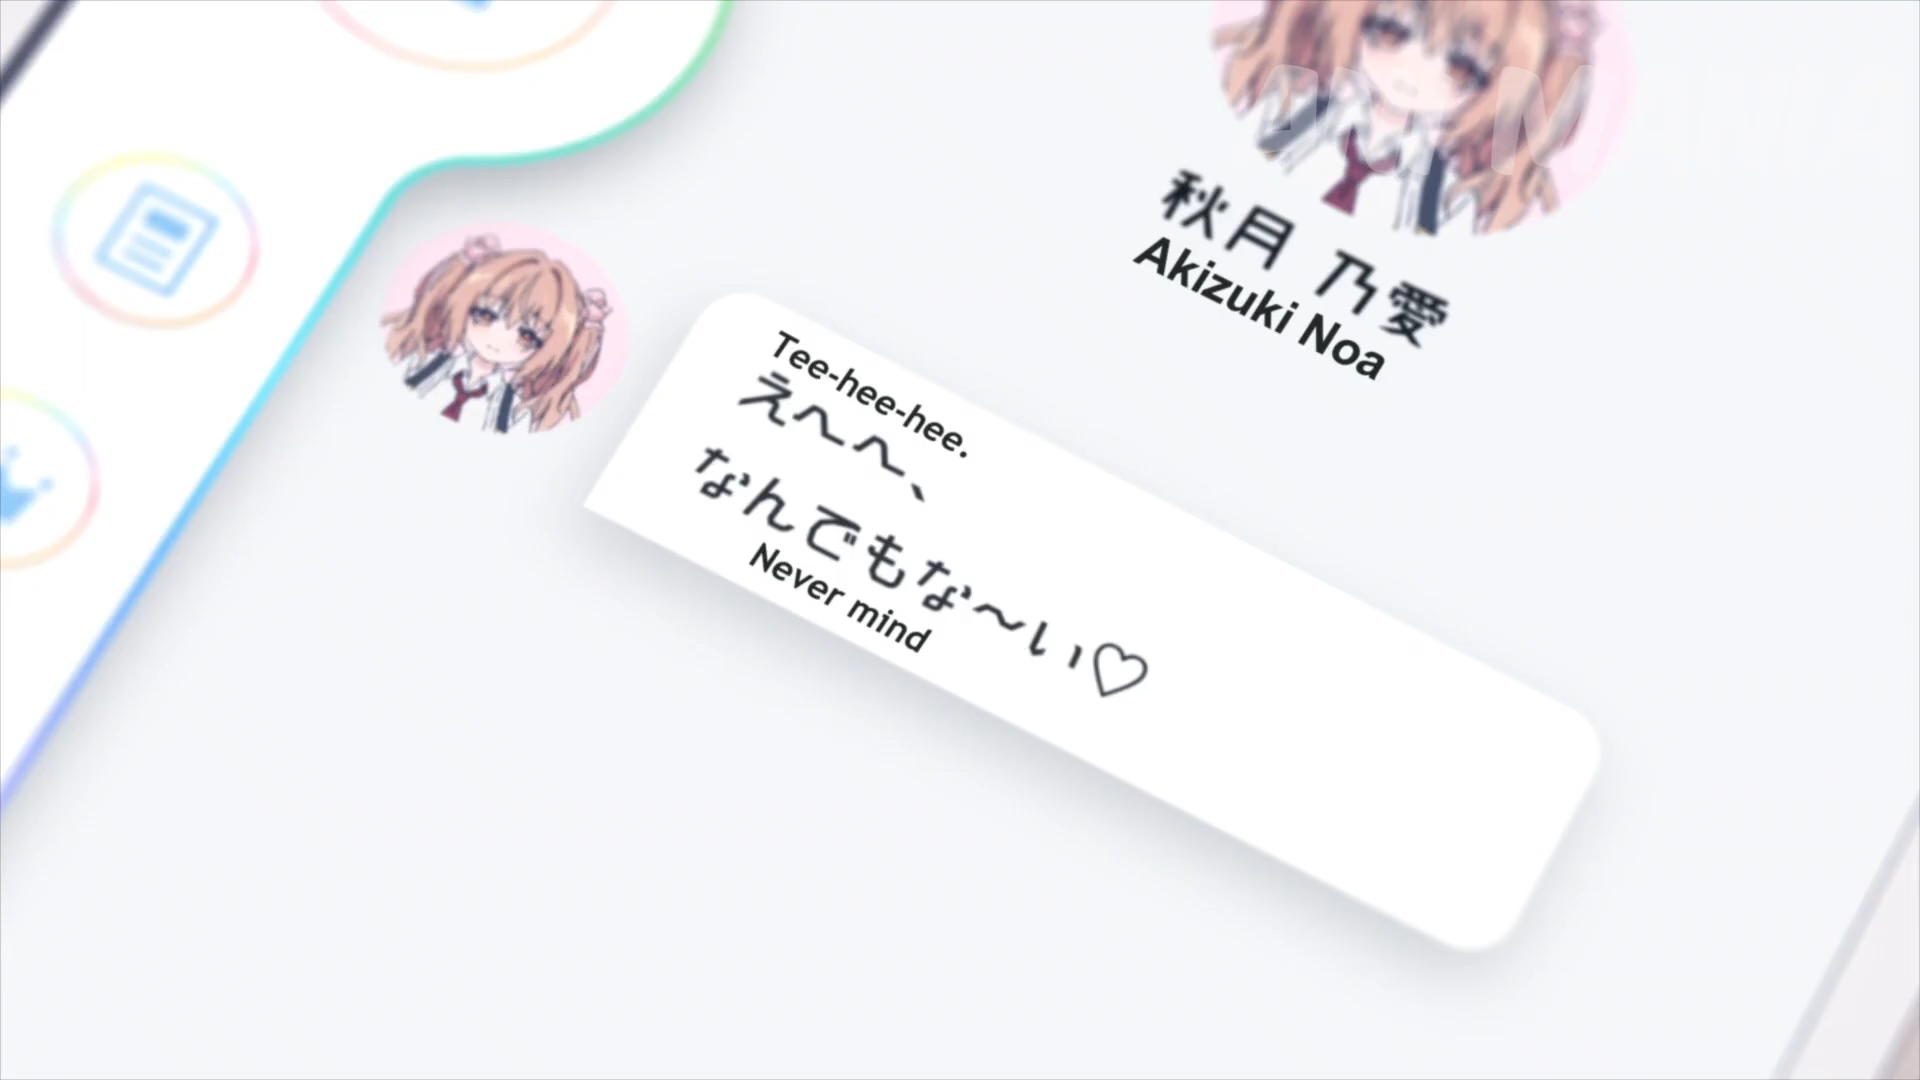 秋月 乃愛
Akizuki Noa
Tee-hee-hee.
えへへ、
なんでもな〜い♡
Never mind